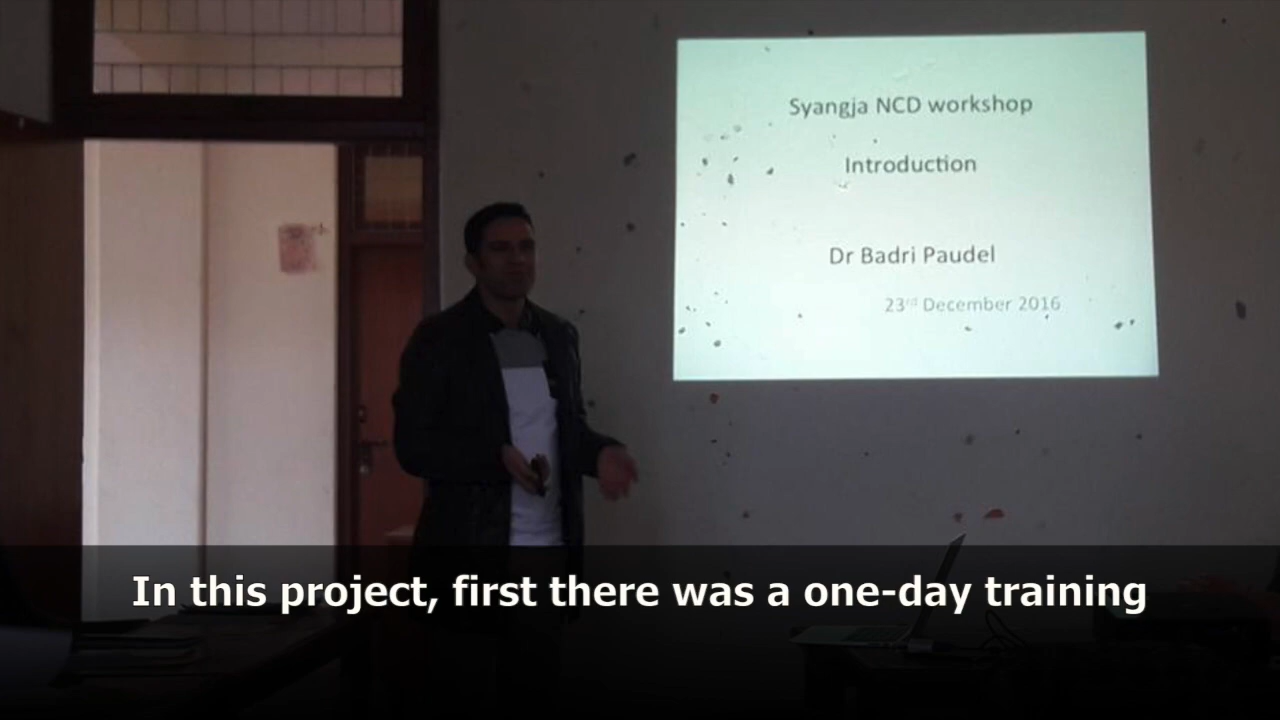 Syangja NCD workshop
Introduction
Dr Badri Paudel
23rd December 2016
In this project, first there was a one-day training